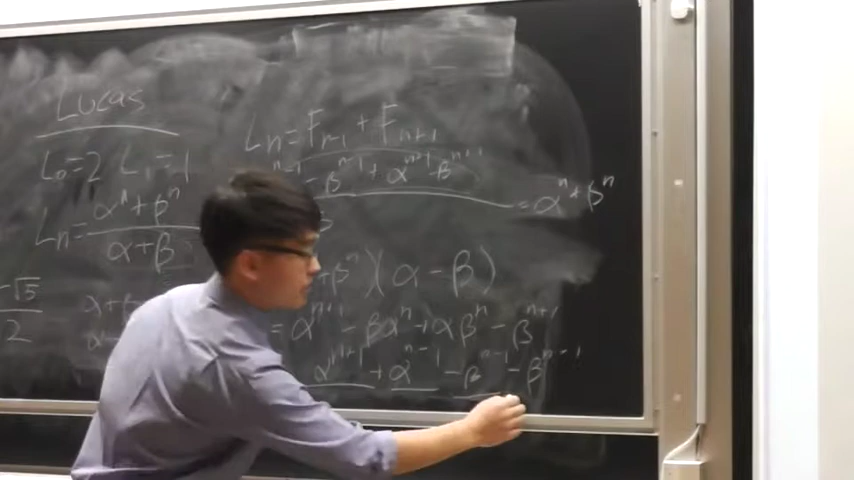 Lucas
L₀=2 L₁=1
Lₙ= αⁿ+βⁿ / α+β
-√5 / 2
α+β
α
Lₙ=Fₙ₋₁+Fₙ₊₁
ⁿ⁻¹-βⁿ⁻¹+αⁿ⁺¹-βⁿ⁺¹
=αⁿ+βⁿ
+βⁿ)(α-β)
=αⁿ⁺¹-βαⁿ+αβⁿ-βⁿ⁺¹
αⁿ⁺¹+αⁿ⁻¹-βⁿ⁻¹-βⁿ⁻¹